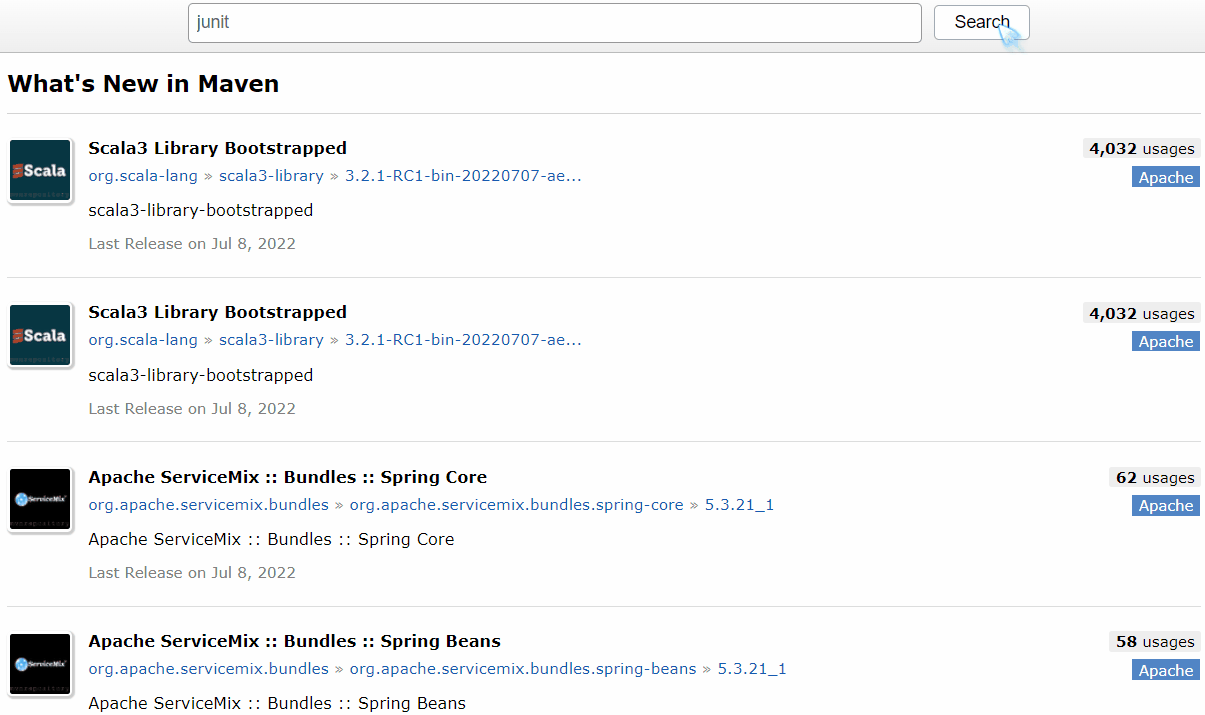 junit
Search
What's New in Maven
Scala
Scala3 Library Bootstrapped
4,032 usages
org.scala-lang » scala3-library » 3.2.1-RC1-bin-20220707-ae...
Apache
scala3-library-bootstrapped
Last Release on Jul 8, 2022
Scala
Scala3 Library Bootstrapped
4,032 usages
org.scala-lang » scala3-library » 3.2.1-RC1-bin-20220707-ae...
Apache
scala3-library-bootstrapped
Last Release on Jul 8, 2022
ServiceMix
Apache ServiceMix :: Bundles :: Spring Core
62 usages
org.apache.servicemix.bundles » org.apache.servicemix.bundles.spring-core » 5.3.21_1
Apache
Apache ServiceMix :: Bundles :: Spring Core
Last Release on Jul 8, 2022
ServiceMix
Apache ServiceMix :: Bundles :: Spring Beans
58 usages
org.apache.servicemix.bundles » org.apache.servicemix.bundles.spring-beans » 5.3.21_1
Apache
Apache ServiceMix :: Bundles :: Spring Beans